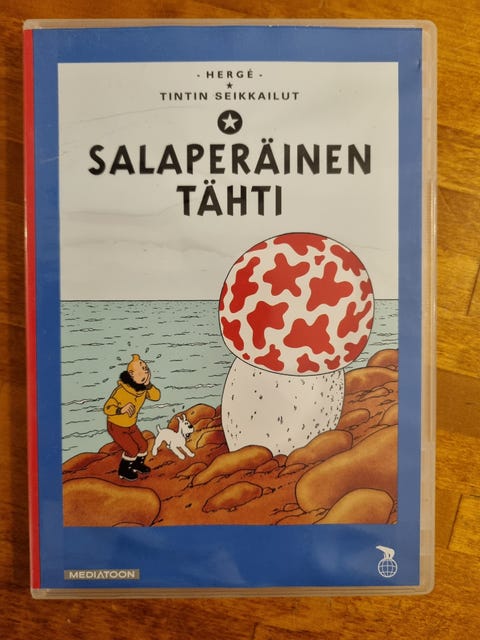 - HERGÉ -
TINTIN SEIKKAILUT
SALAPERÄINEN
TÄHTI
MEDIATOON